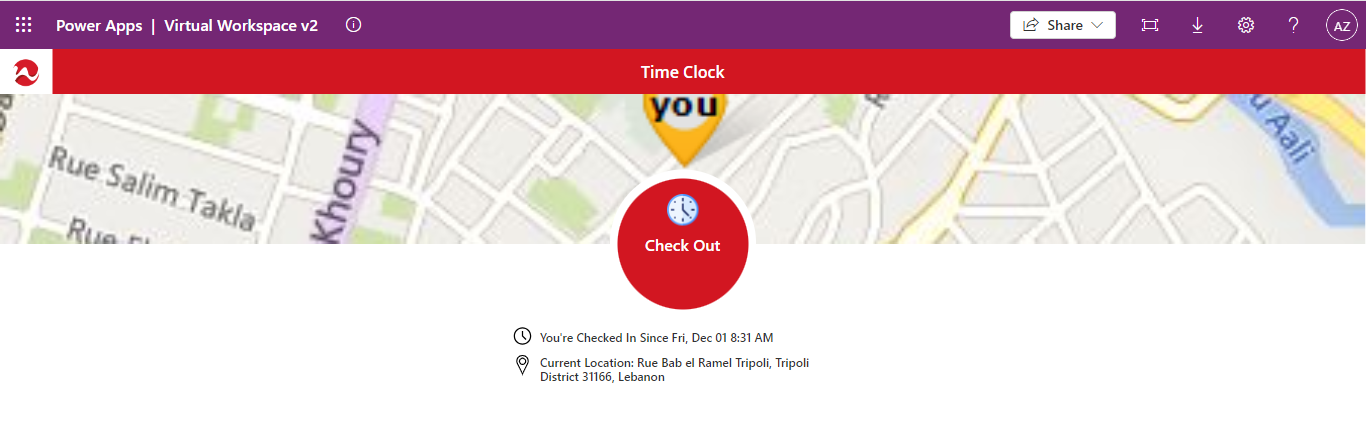 Power Apps | Virtual Workspace v2
Share
AZ
Time Clock
you
Khoury
u Aali
Rue Salim Takla
Rue
Check Out
You're Checked In Since Fri, Dec 01 8:31 AM
Current Location: Rue Bab el Ramel Tripoli, Tripoli
District 31166, Lebanon